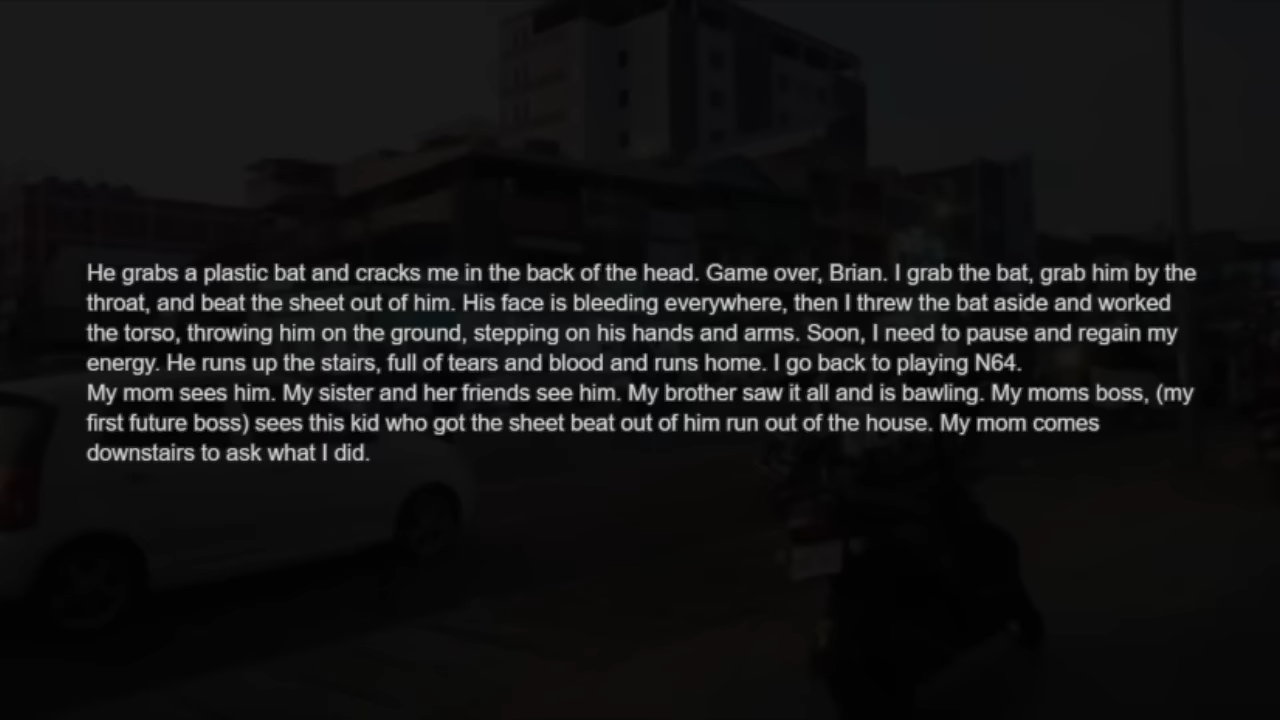 He grabs a plastic bat and cracks me in the back of the head. Game over, Brian. I grab the bat, grab him by the
throat, and beat the sheet out of him. His face is bleeding everywhere, then I threw the bat aside and worked
the torso, throwing him on the ground, stepping on his hands and arms. Soon, I need to pause and regain my
energy. He runs up the stairs, full of tears and blood and runs home. I go back to playing N64.
My mom sees him. My sister and her friends see him. My brother saw it all and is bawling. My moms boss, (my
first future boss) sees this kid who got the sheet beat out of him run out of the house. My mom comes
downstairs to ask what I did.